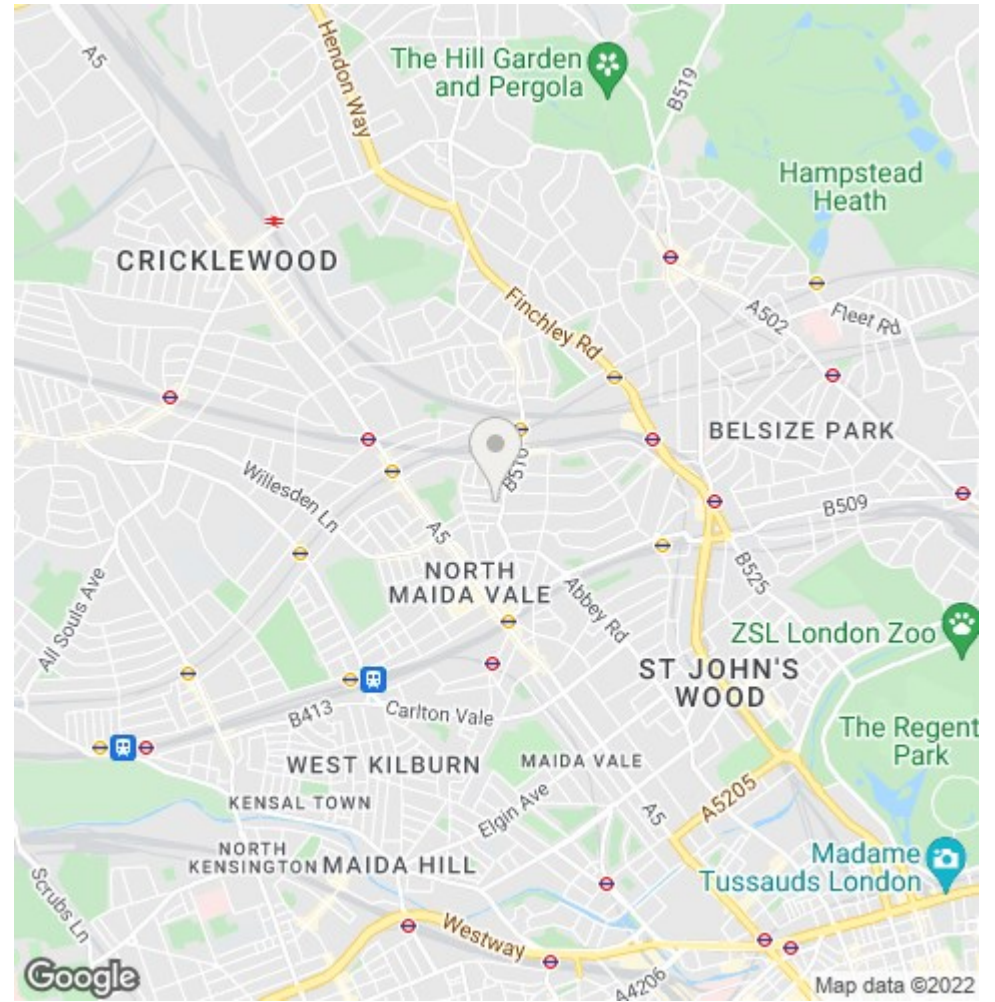 A5
Hendon Way
The Hill Garden
and Pergola
B519
Hampstead
Heath
CRICKLEWOOD
Finchley Rd
A502
Fleet Rd
BELSIZE PARK
B510
Willesden Ln
A5
B509
NORTH
MAIDA VALE
Abbey Rd
B525
All Souls Ave
ZSL London Zoo
ST JOHN'S
WOOD
B413
Carlton Vale
The Regent
Park
WEST KILBURN
MAIDA VALE
KENSAL TOWN
Elgin Ave
A5
A5205
NORTH
KENSINGTON
MAIDA HILL
Madame
Tussauds London
Scrubs Ln
Westway
A4206
Google
Map data ©2022